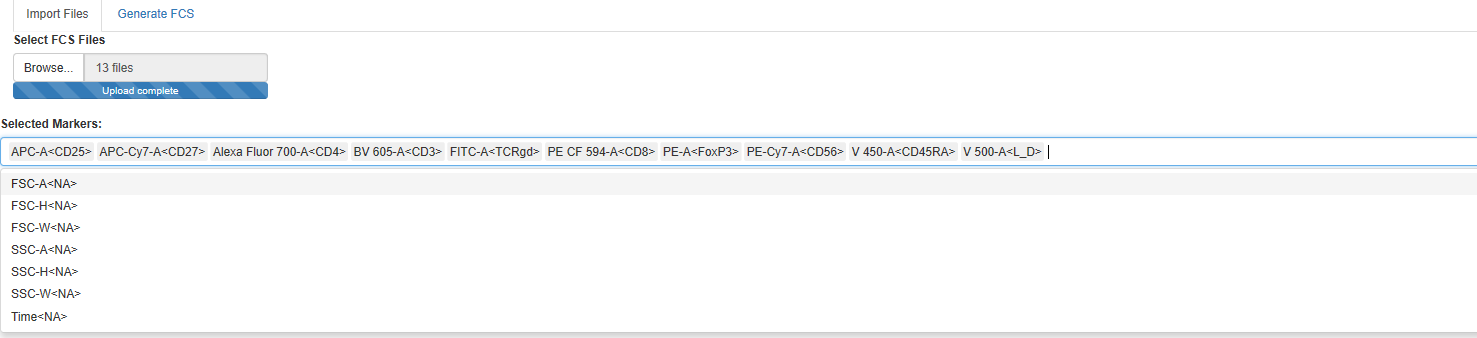 Import Files Generate FCS
Select FCS Files
Browse... 13 files
Upload complete
Selected Markers:
APC-A<CD25> APC-Cy7-A<CD27> Alexa Fluor 700-A<CD4> BV 605-A<CD3> FITC-A<TCRgd> PE CF 594-A<CD8> PE-A<FoxP3> PE-Cy7-A<CD56> V 450-A<CD45RA> V 500-A<L_D>
FSC-A<NA>
FSC-H<NA>
FSC-W<NA>
SSC-A<NA>
SSC-H<NA>
SSC-W<NA>
Time<NA>